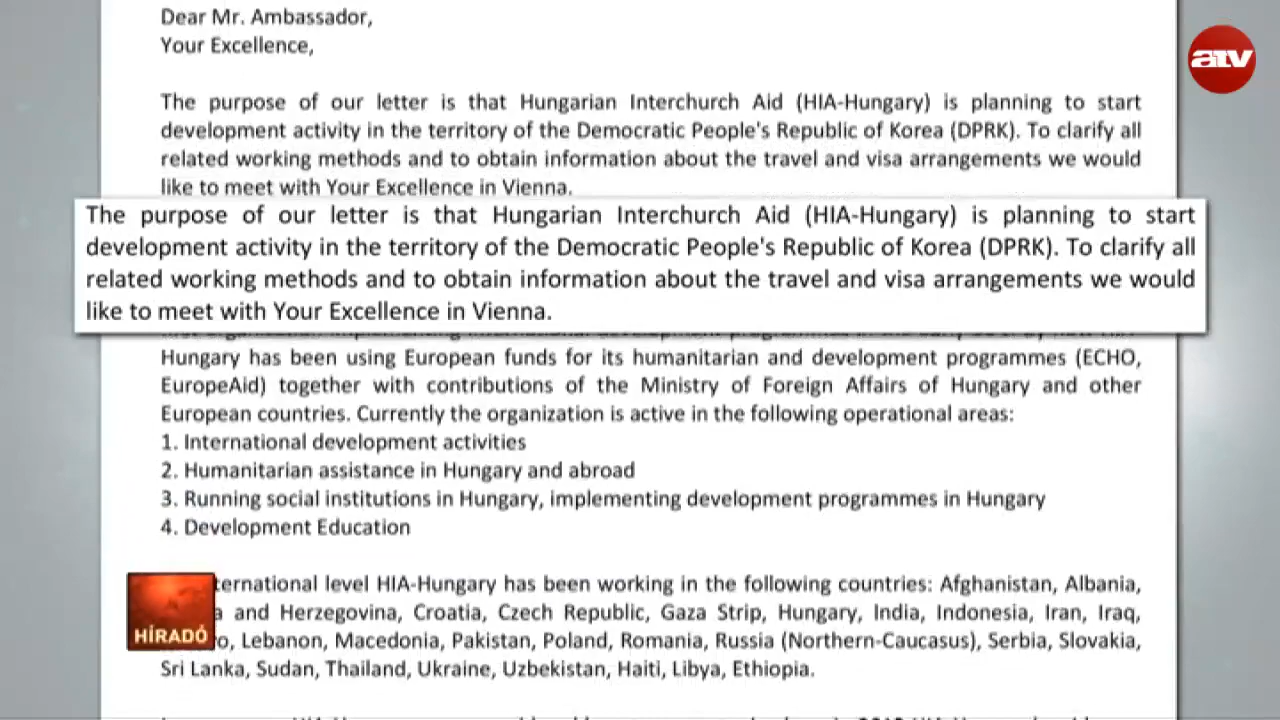 Dear Mr. Ambassador,
Your Excellence,
atv
The purpose of our letter is that Hungarian Interchurch Aid (HIA-Hungary) is planning to start
development activity in the territory of the Democratic People's Republic of Korea (DPRK). To clarify all
related working methods and to obtain information about the travel and visa arrangements we would
like to meet with Your Excellence in Vienna.
The purpose of our letter is that Hungarian Interchurch Aid (HIA-Hungary) is planning to start
development activity in the territory of the Democratic People's Republic of Korea (DPRK). To clarify all
related working methods and to obtain information about the travel and visa arrangements we would
like to meet with Your Excellence in Vienna.
Hungary has been using European funds for its humanitarian and development programmes (ECHO,
EuropeAid) together with contributions of the Ministry of Foreign Affairs of Hungary and other
European countries. Currently the organization is active in the following operational areas:
1. International development activities
2. Humanitarian assistance in Hungary and abroad
3. Running social institutions in Hungary, implementing development programmes in Hungary
4. Development Education
ternational level HIA-Hungary has been working in the following countries: Afghanistan, Albania,
a and Herzegovina, Croatia, Czech Republic, Gaza Strip, Hungary, India, Indonesia, Iran, Iraq,
o, Lebanon, Macedonia, Pakistan, Poland, Romania, Russia (Northern-Caucasus), Serbia, Slovakia,
Sri Lanka, Sudan, Thailand, Ukraine, Uzbekistan, Haiti, Libya, Ethiopia.
HÍRADÓ